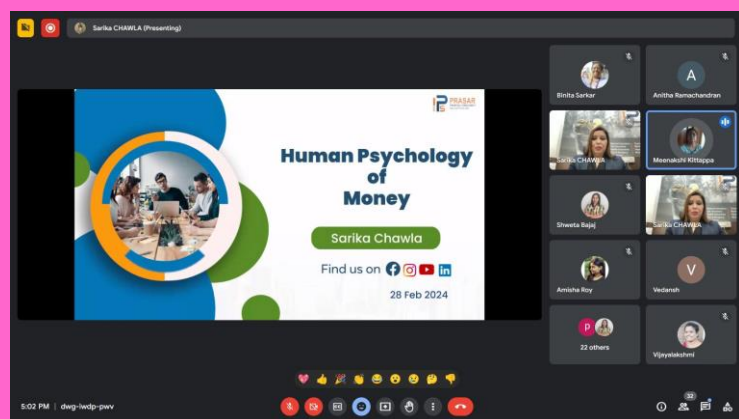 Sarika CHAWLA (Presenting)
PRASAR
Human Psychology
of
Money
Sarika Chawla
Find us on
28 Feb 2024
Binita Sarkar
A
Anitha Ramachandran
Sarika CHAWLA
Meenakshi Kittappa
Shweta Bajaj
Sarika CHAWLA
Amisha Roy
V
Vedansh
P
22 others
Vijayalakshmi
5:02 PM | dwg-iwdp-pwv
32